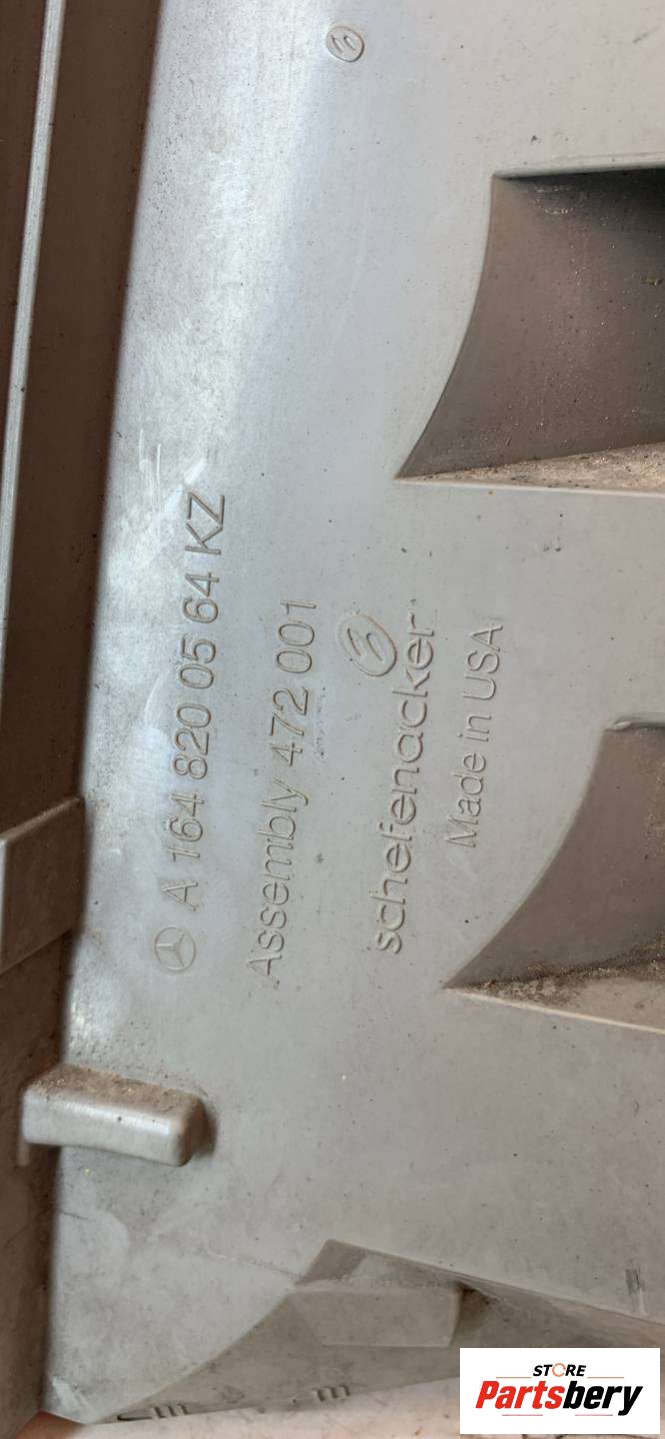 A 164 820 05 64 KZ
Assembly 472 001
schefenacker
Made in USA
STORE
Partsbery